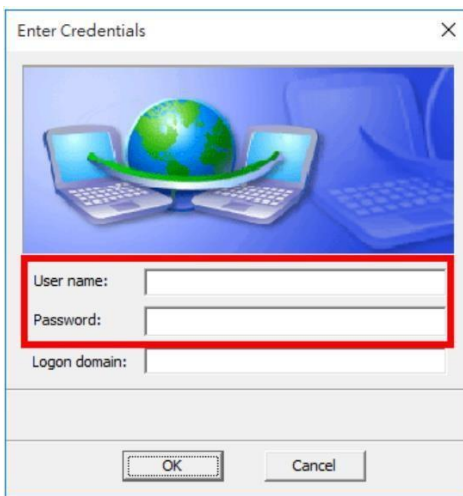 Enter Credentials
User name:
Password:
Logon domain:
OK
Cancel